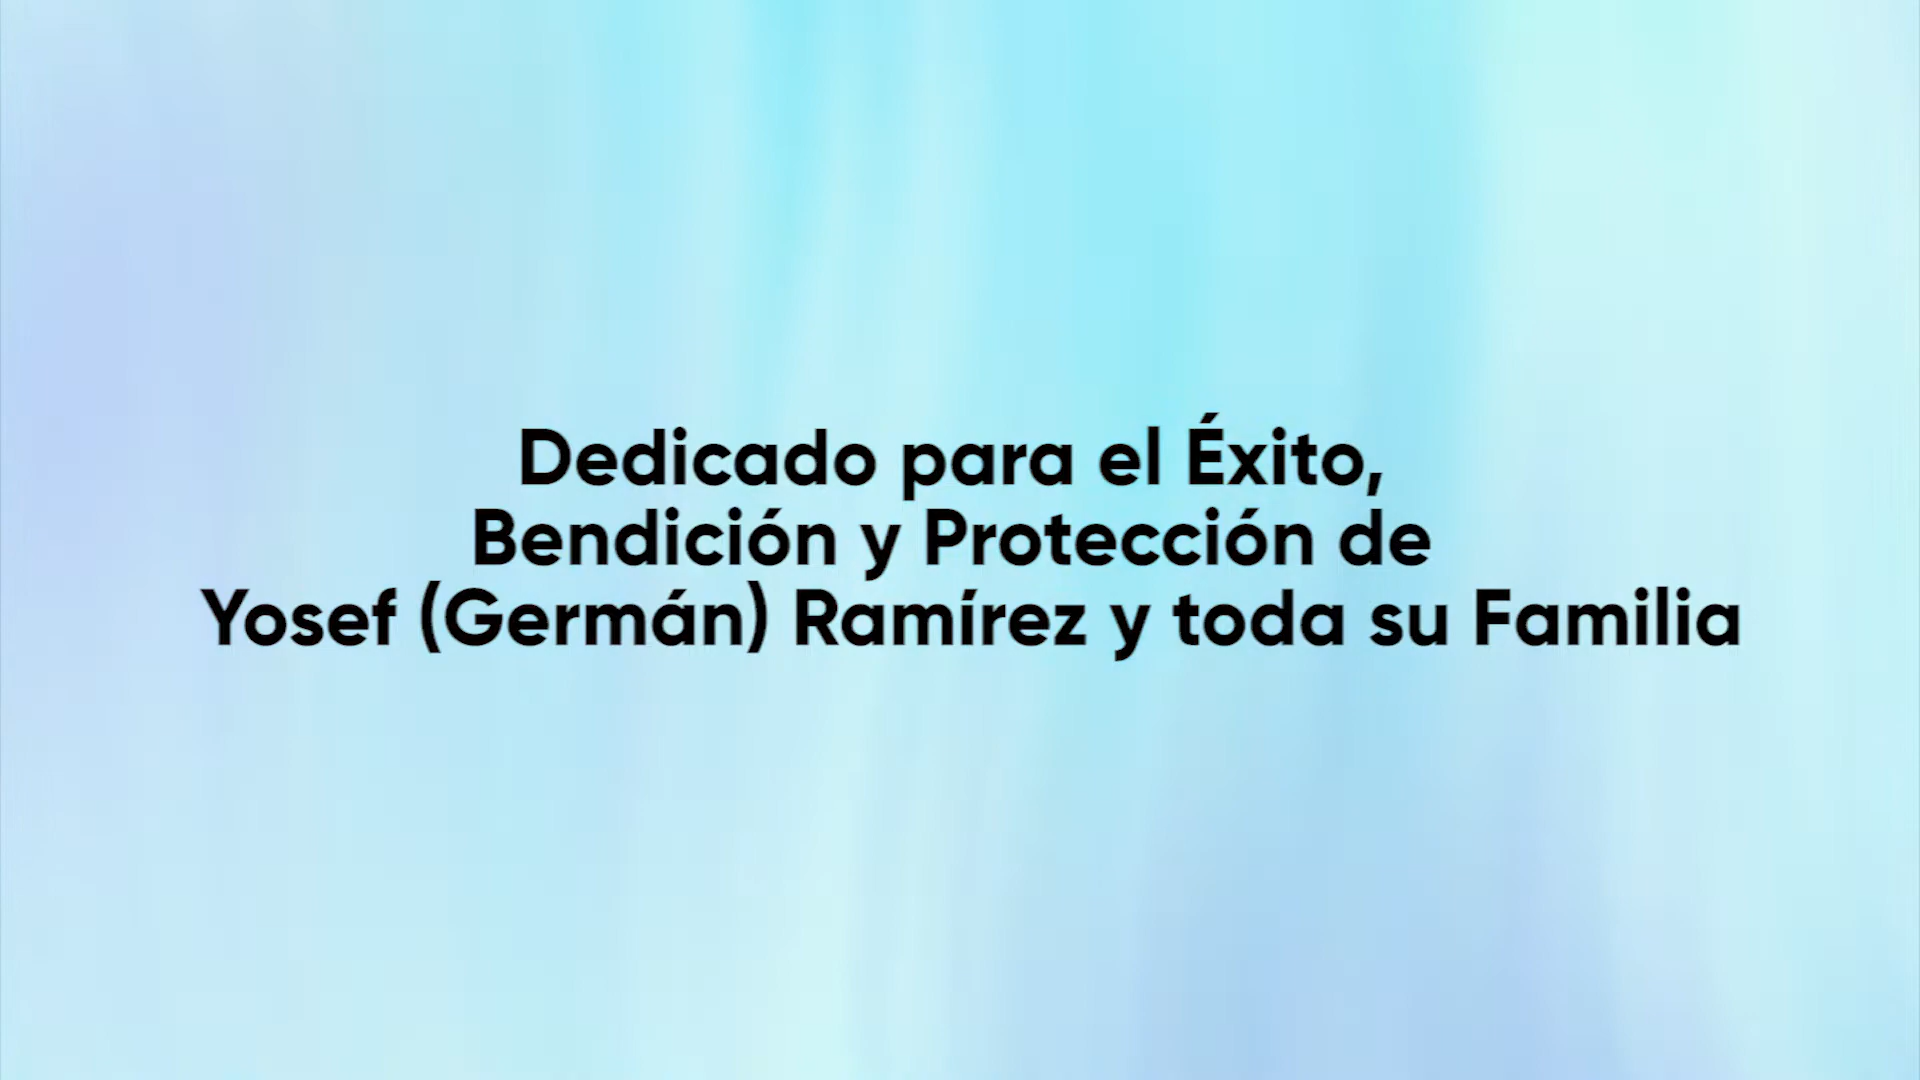 Dedicado para el Éxito,
Bendición y Protección de
Yosef (Germán) Ramírez y toda su Familia